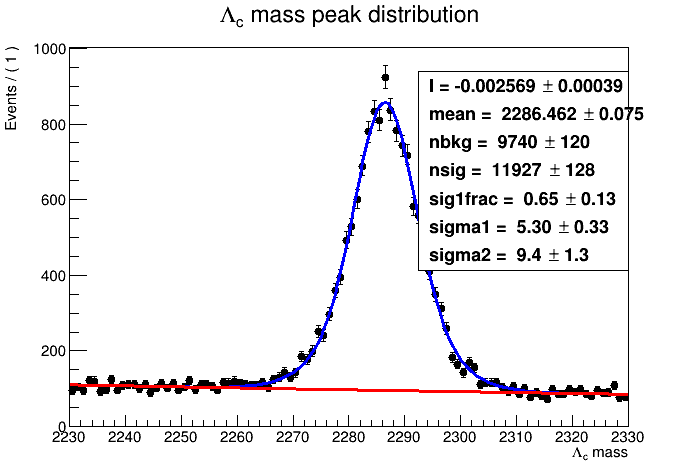 Λc mass peak distribution
Events / ( 1 )
1000
800
600
400
200
0
l = -0.002569 ± 0.00039
mean = 2286.462 ± 0.075
nbkg = 9740 ± 120
nsig = 11927 ± 128
sig1frac = 0.65 ± 0.13
sigma1 = 5.30 ± 0.33
sigma2 = 9.4 ± 1.3
2230 2240 2250 2260 2270 2280 2290 2300 2310 2320 2330
Λc mass